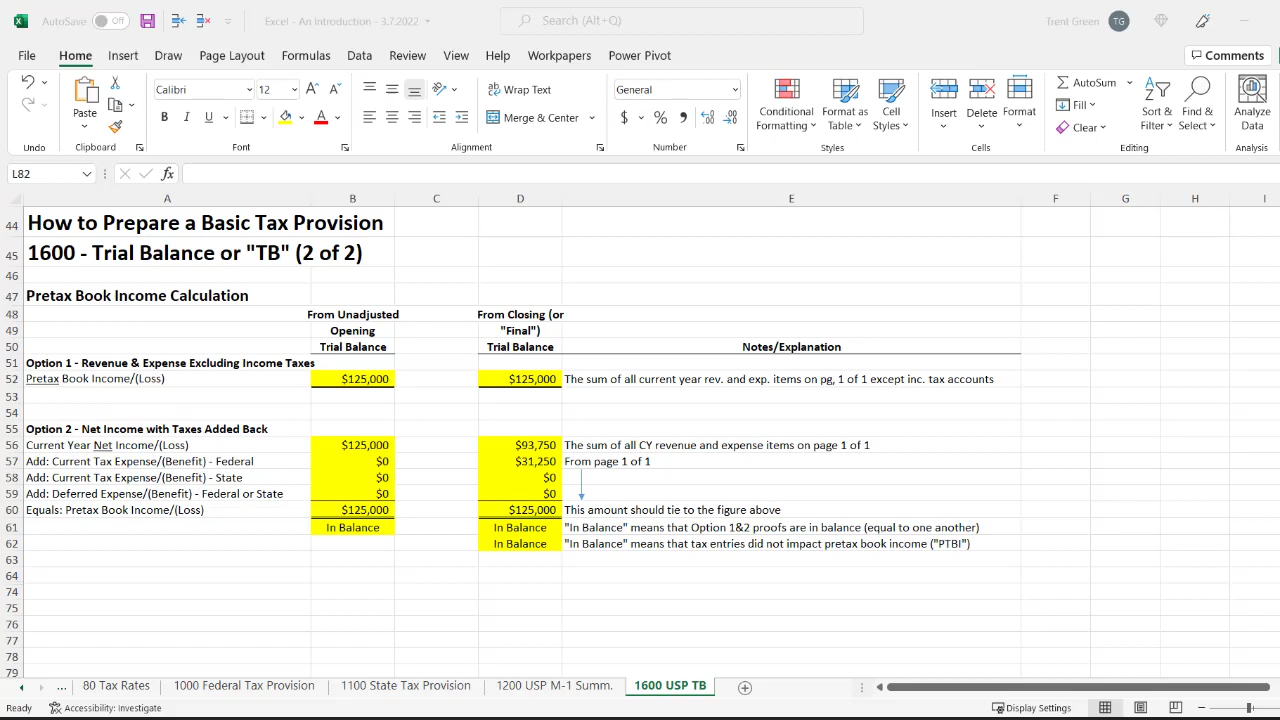 AutoSave Off Excel - An Introduction - 3.7.2022 Search (Alt+Q) Trent Green TG
File Home Insert Draw Page Layout Formulas Data Review View Help Workpapers Power Pivot Comments
Calibri 12 Wrap Text General AutoSum
Paste Conditional Format as Cell Insert Delete Format Fill Sort & Find & Analyze
B I U A Merge & Center $ % Formatting Table Styles Clear Filter Select Data
Undo Clipboard Font Alignment Number Styles Cells Editing Analysis
L82 fx
A B C D E F G H I
44 How to Prepare a Basic Tax Provision
45 1600 - Trial Balance or "TB" (2 of 2)
46
47 Pretax Book Income Calculation
48 From Unadjusted From Closing (or
49 Opening "Final")
50 Trial Balance Trial Balance Notes/Explanation
51 Option 1 - Revenue & Expense Excluding Income Taxes
52 Pretax Book Income/(Loss) $125,000 $125,000 The sum of all current year rev. and exp. items on pg, 1 of 1 except inc. tax accounts
53
54
55 Option 2 - Net Income with Taxes Added Back
56 Current Year Net Income/(Loss) $125,000 $93,750 The sum of all CY revenue and expense items on page 1 of 1
57 Add: Current Tax Expense/(Benefit) - Federal $0 $31,250 From page 1 of 1
58 Add: Current Tax Expense/(Benefit) - State $0 $0
59 Add: Deferred Expense/(Benefit) - Federal or State $0 $0
60 Equals: Pretax Book Income/(Loss) $125,000 $125,000 This amount should tie to the figure above
61 In Balance In Balance "In Balance" means that Option 1&2 proofs are in balance (equal to one another)
62 In Balance "In Balance" means that tax entries did not impact pretax book income ("PTBI")
63
64
74
75
76
77
78
79
... 80 Tax Rates 1000 Federal Tax Provision 1100 State Tax Provision 1200 USP M-1 Summ. 1600 USP TB
Ready Accessibility: Investigate Display Settings